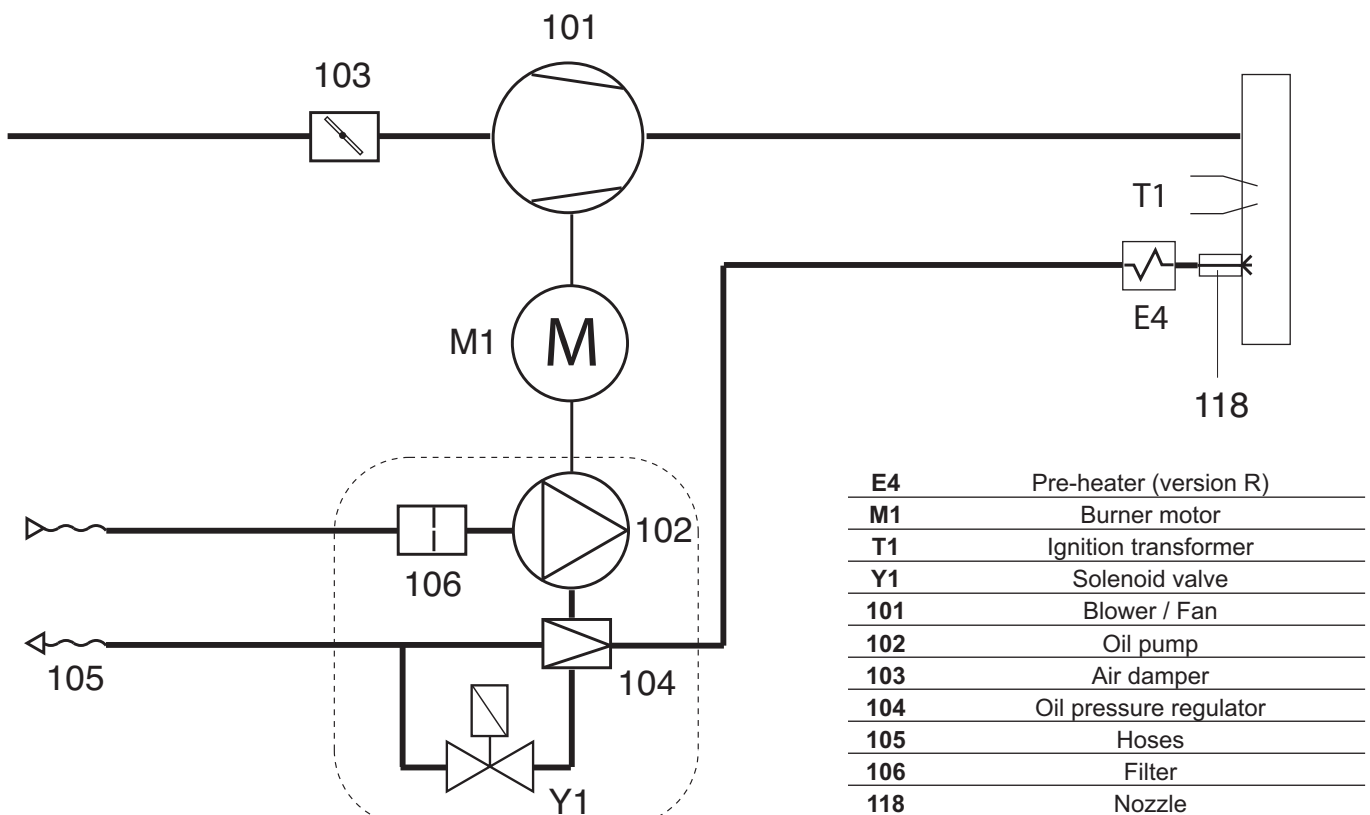 101
103
T1
E4
M1
M
118
102
106
105
104
Y1
E4 Pre-heater (version R)
M1 Burner motor
T1 Ignition transformer
Y1 Solenoid valve
101 Blower / Fan
102 Oil pump
103 Air damper
104 Oil pressure regulator
105 Hoses
106 Filter
118 Nozzle